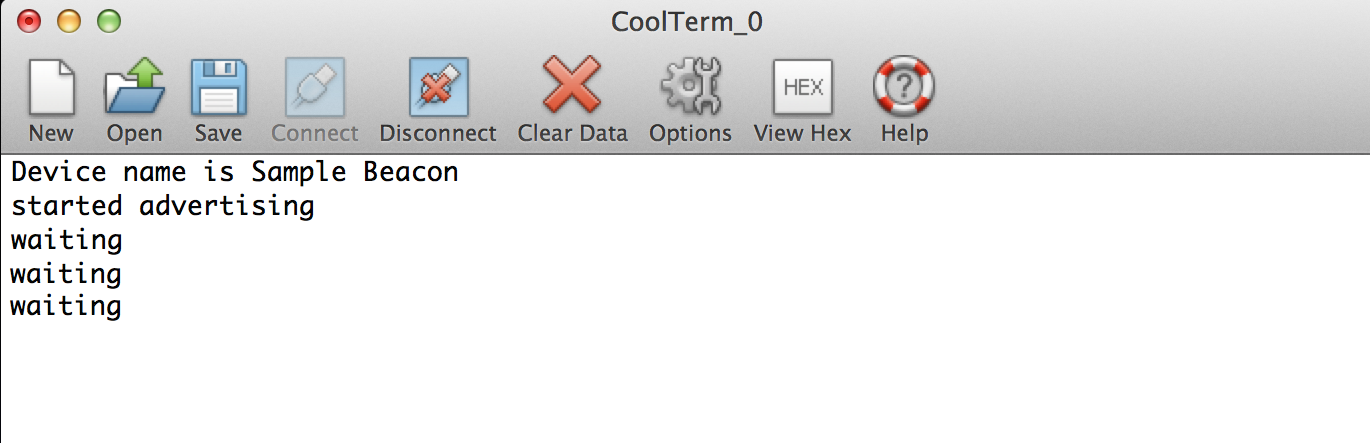 CoolTerm_0
New Open Save Connect Disconnect Clear Data Options HEX View Hex ? Help
Device name is Sample Beacon
started advertising
waiting
waiting
waiting